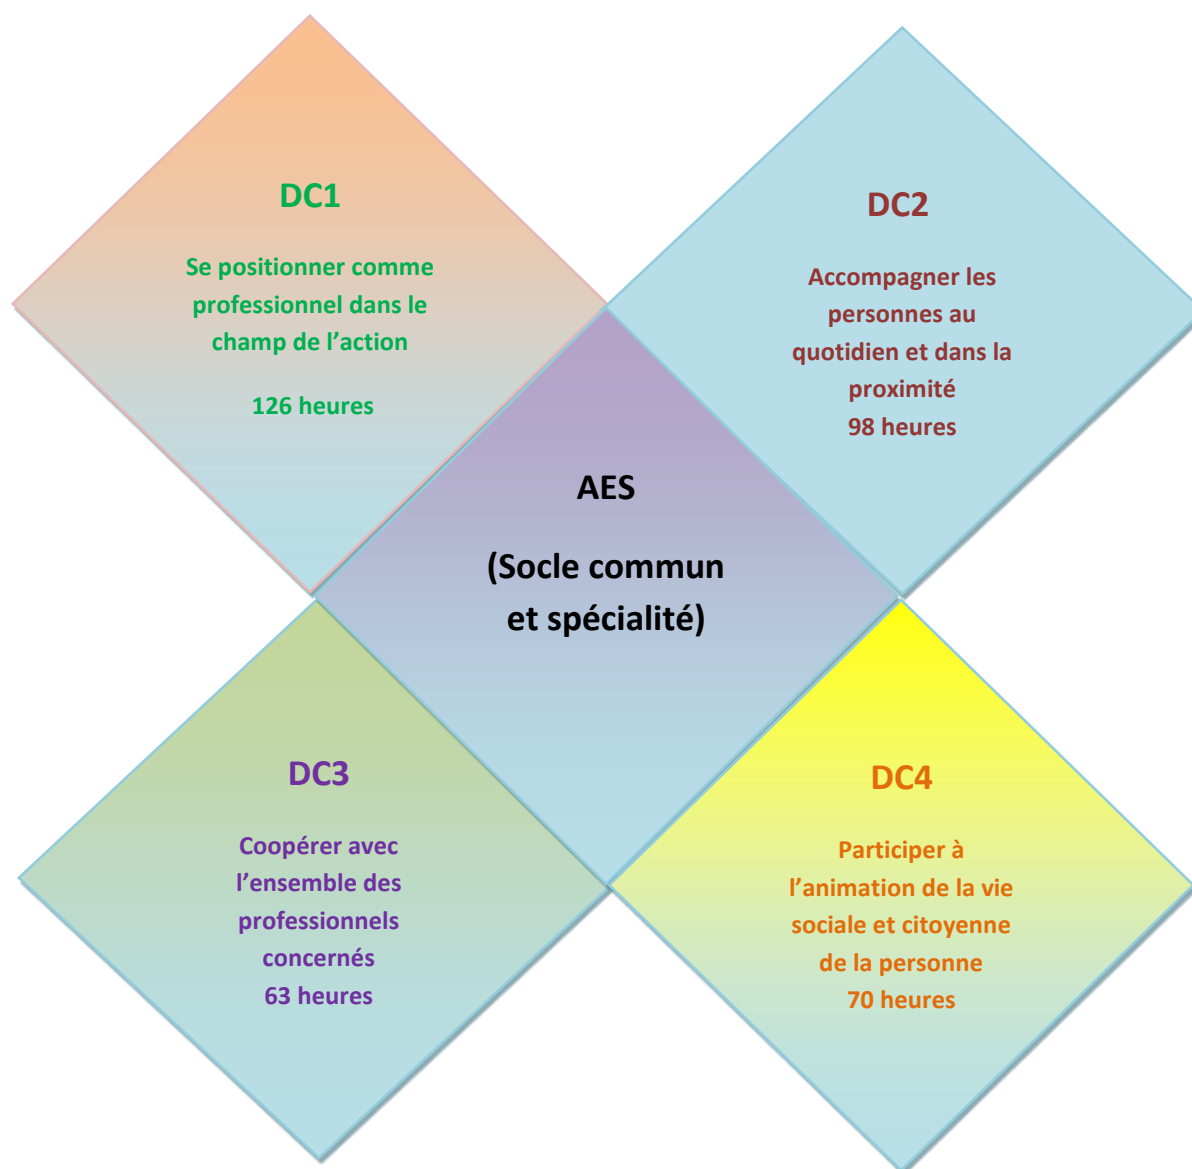 DC1
Se positionner comme
professionnel dans le
champ de l’action
126 heures
DC2
Accompagner les
personnes au
quotidien et dans la
proximité
98 heures
AES
(Socle commun
et spécialité)
DC3
Coopérer avec
l’ensemble des
professionnels
concernés
63 heures
DC4
Participer à
l’animation de la vie
sociale et citoyenne
de la personne
70 heures